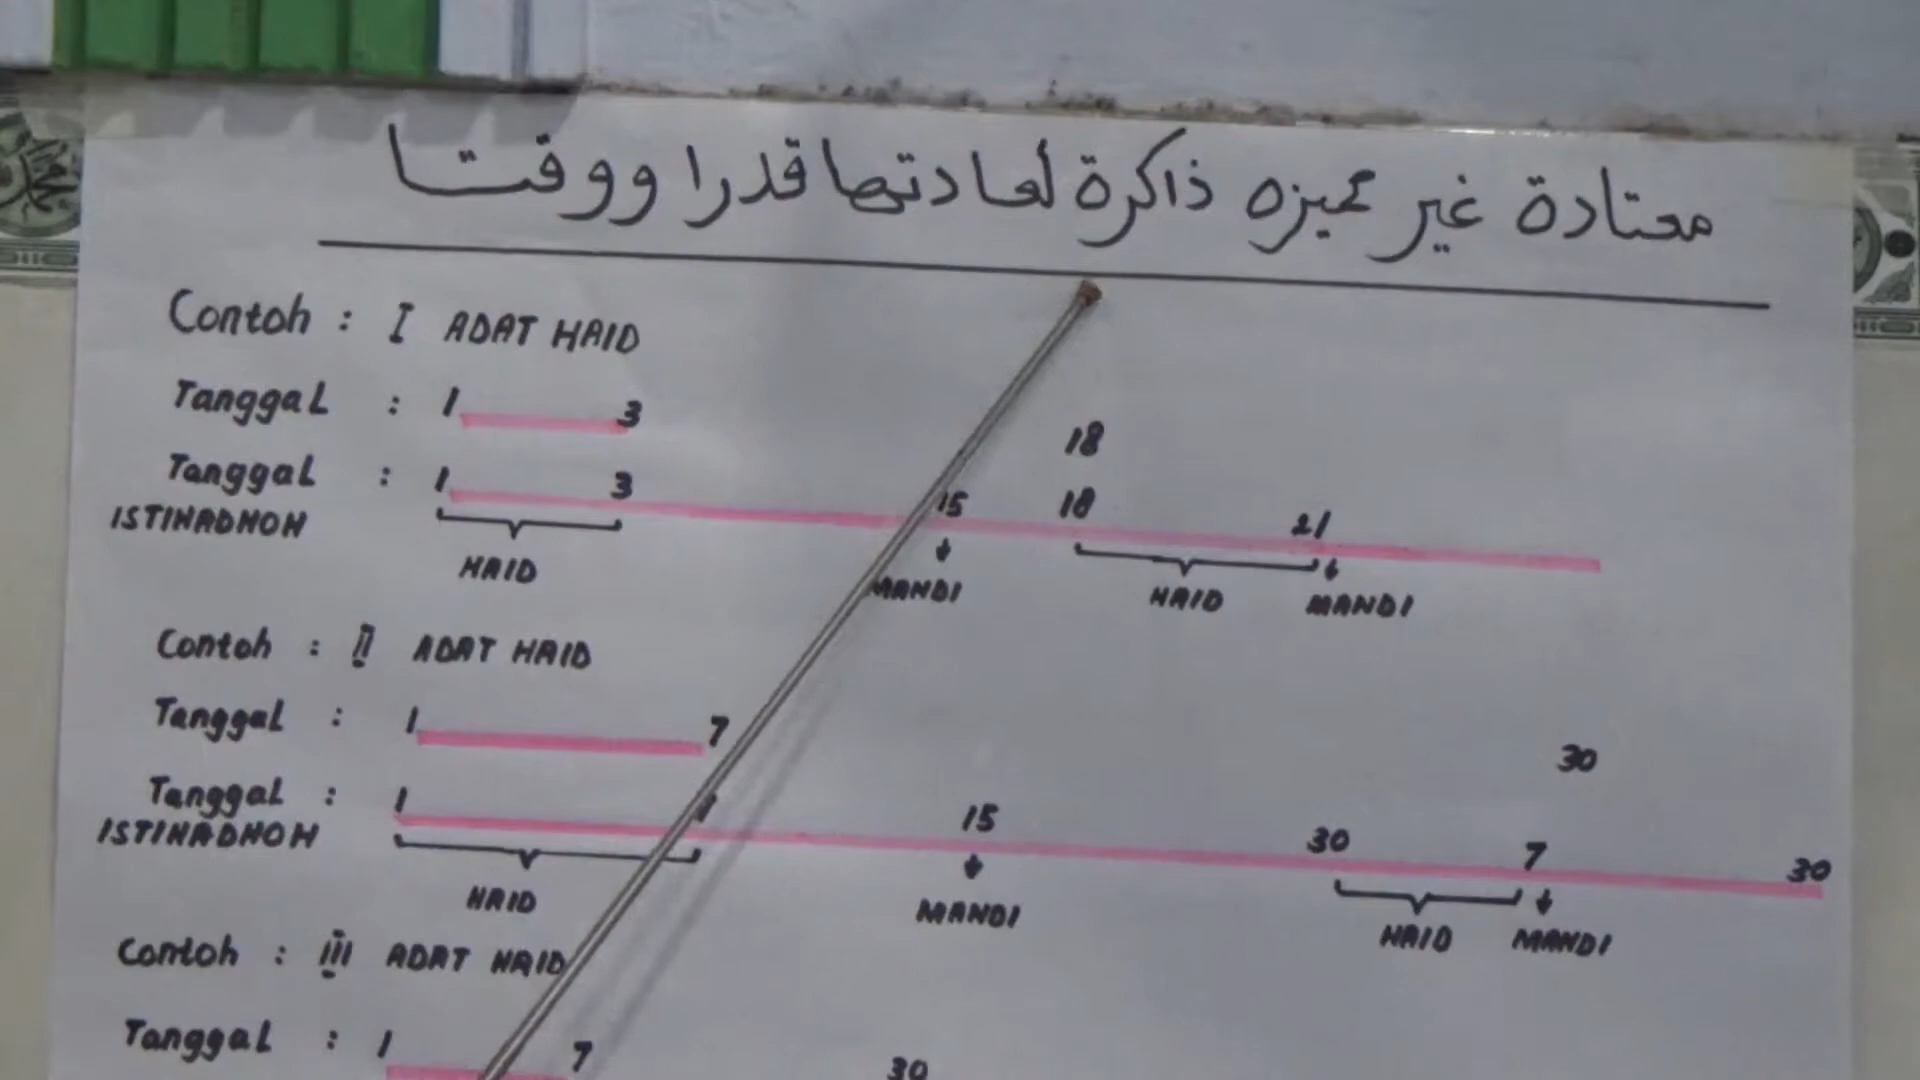 معتادة غير مميزه ذاكرة لعادتها قدرا ووقتا
Contoh : I ADAT HAID
Tanggal : 1 3
18
Tanggal : 1 3 15 18 21
ISTIHADHOH
HAID MANDI HAID MANDI
Contoh : II ADAT HAID
Tanggal : 1 7
30
Tanggal : 1 15 30 7 30
ISTIHADHOH
HAID MANDI HAID MANDI
Contoh : III ADAT HAID
Tanggal : 1 7
30
محمد